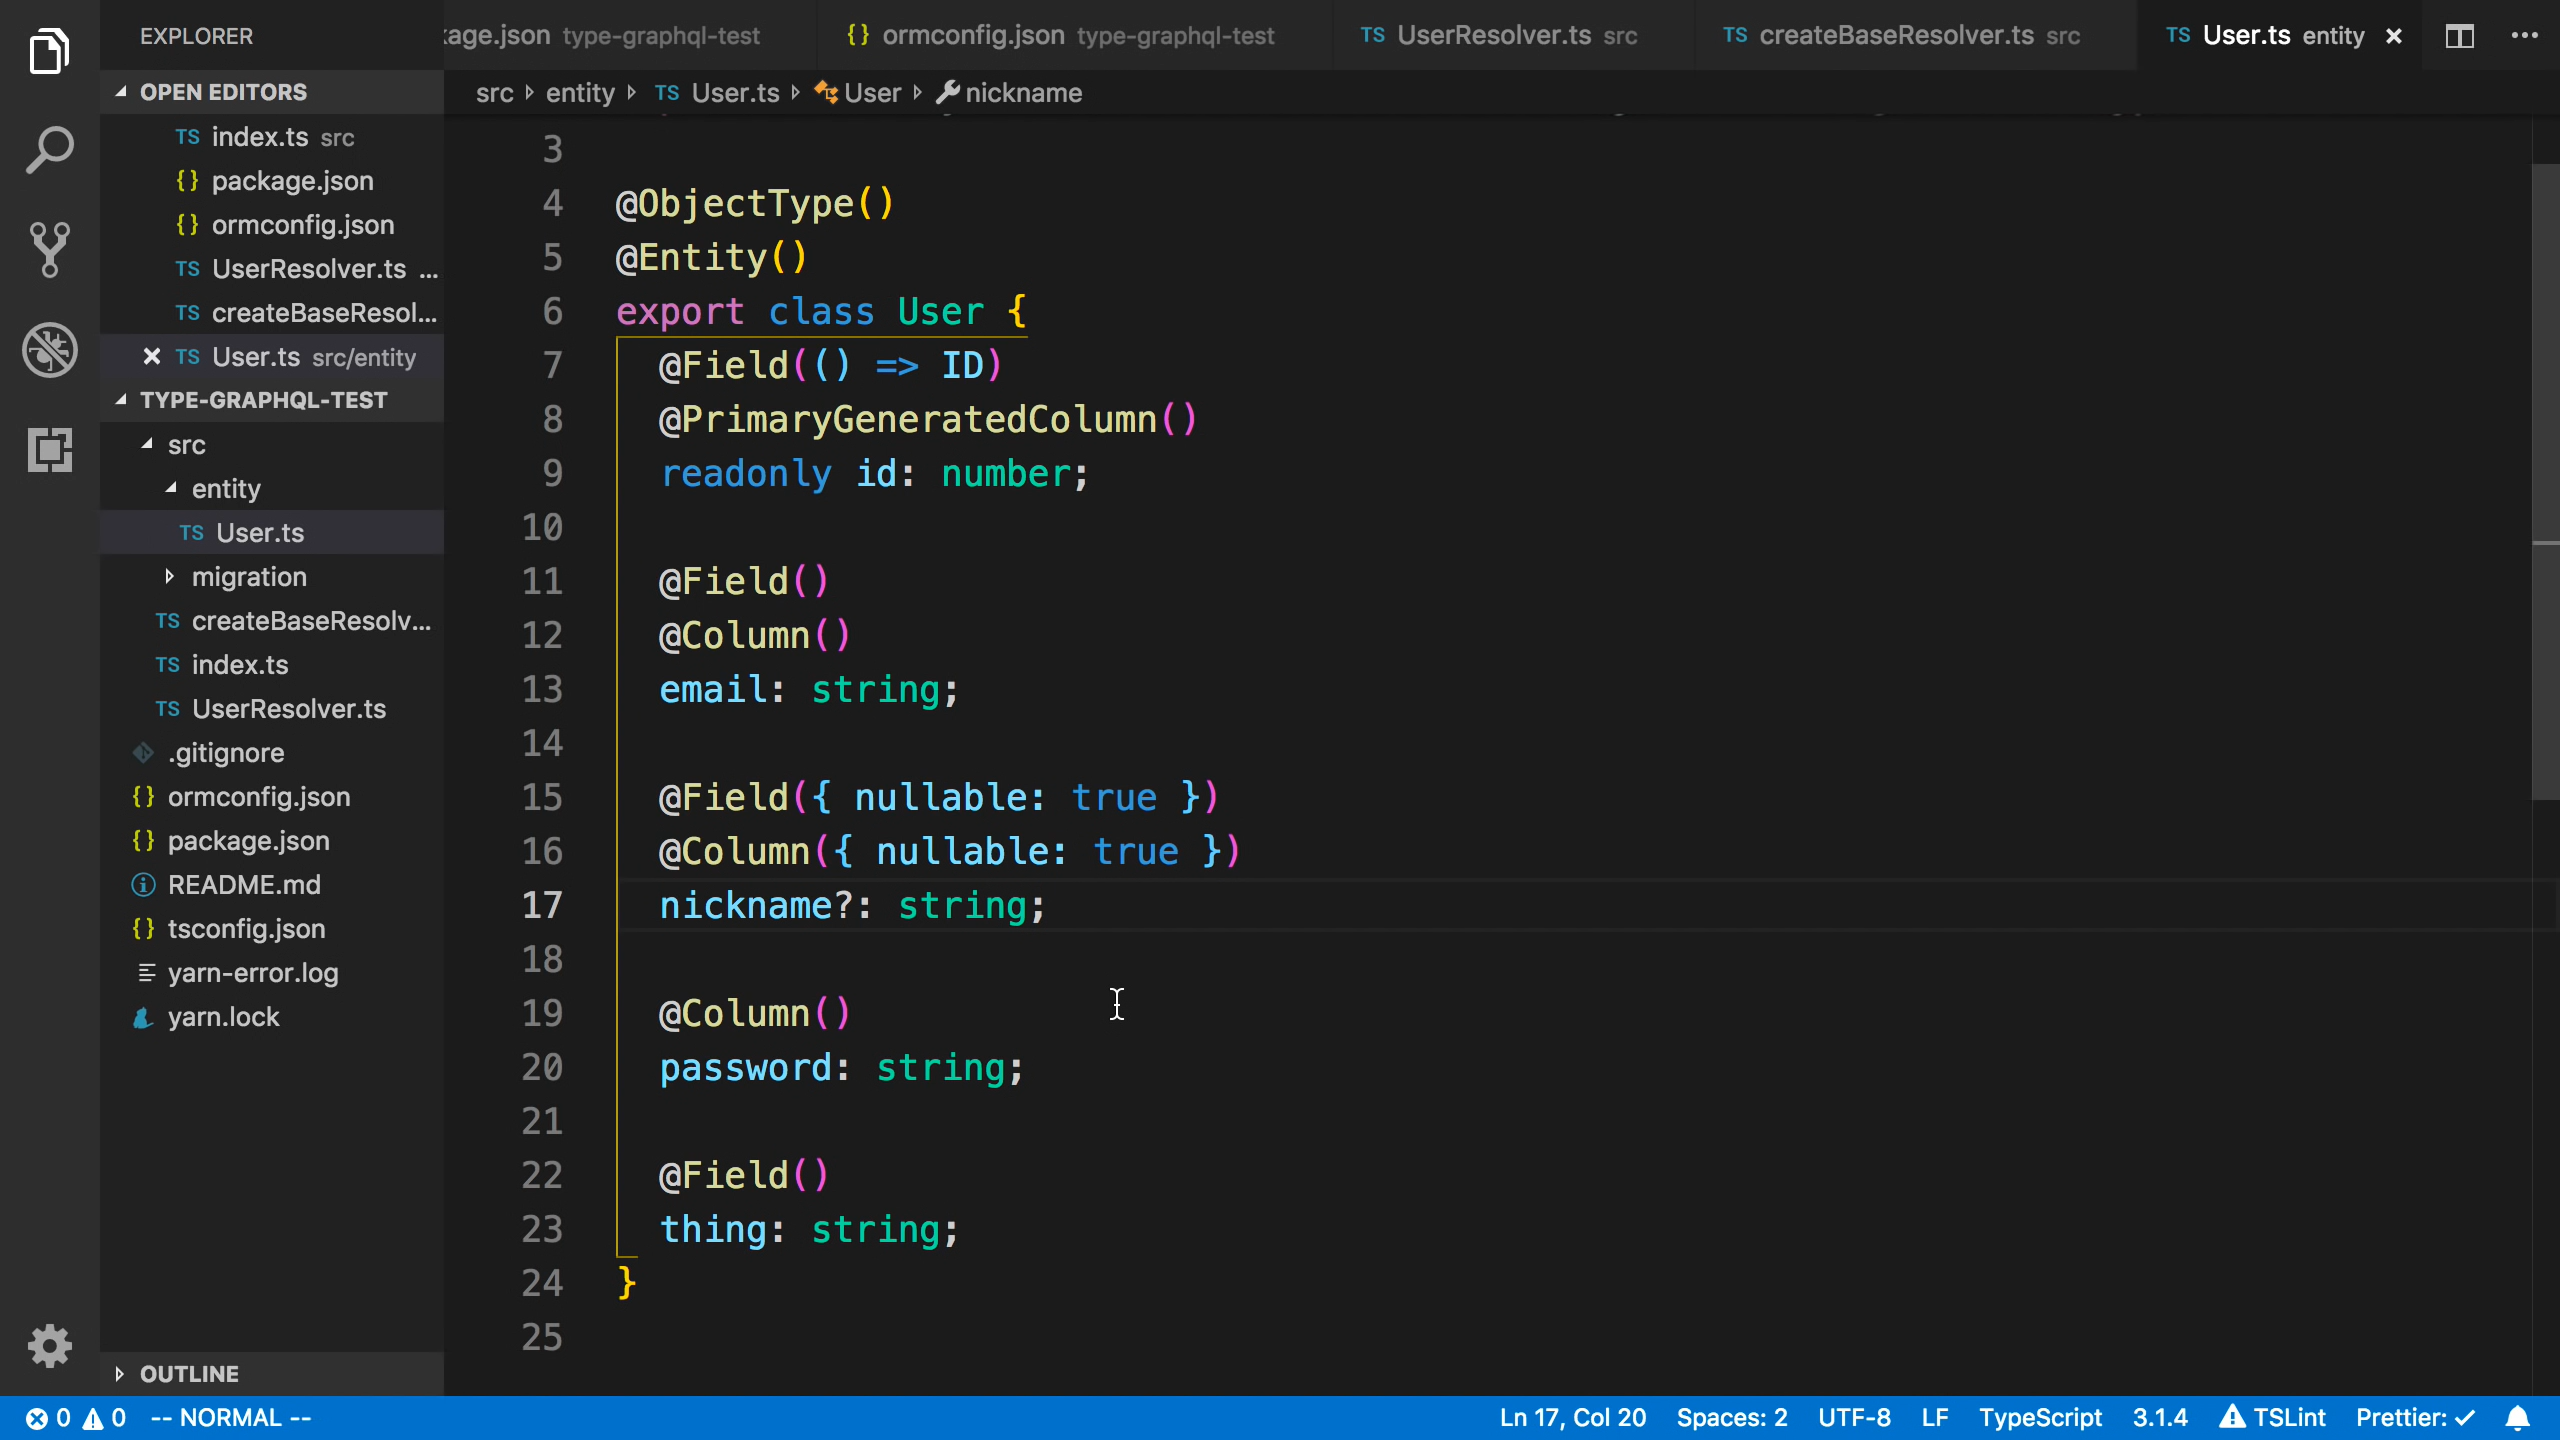 EXPLORER
OPEN EDITORS
TS index.ts src
{} package.json
{} ormconfig.json
TS UserResolver.ts ...
TS createBaseResol...
TS User.ts src/entity
TYPE-GRAPHQL-TEST
src
entity
TS User.ts
migration
TS createBaseResolv...
TS index.ts
TS UserResolver.ts
.gitignore
{} ormconfig.json
{} package.json
README.md
{} tsconfig.json
yarn-error.log
yarn.lock
OUTLINE
kage.json type-graphql-test
{} ormconfig.json type-graphql-test
TS UserResolver.ts src
TS createBaseResolver.ts src
TS User.ts entity
src entity TS User.ts User nickname
3
4 @ObjectType()
5 @Entity()
6 export class User {
7 @Field(() => ID)
8 @PrimaryGeneratedColumn()
9 readonly id: number;
10
11 @Field()
12 @Column()
13 email: string;
14
15 @Field({ nullable: true })
16 @Column({ nullable: true })
17 nickname?: string;
18
19 @Column()
20 password: string;
21
22 @Field()
23 thing: string;
24 }
25
0 0 -- NORMAL -- Ln 17, Col 20 Spaces: 2 UTF-8 LF TypeScript 3.1.4 TSLint Prettier: ✓